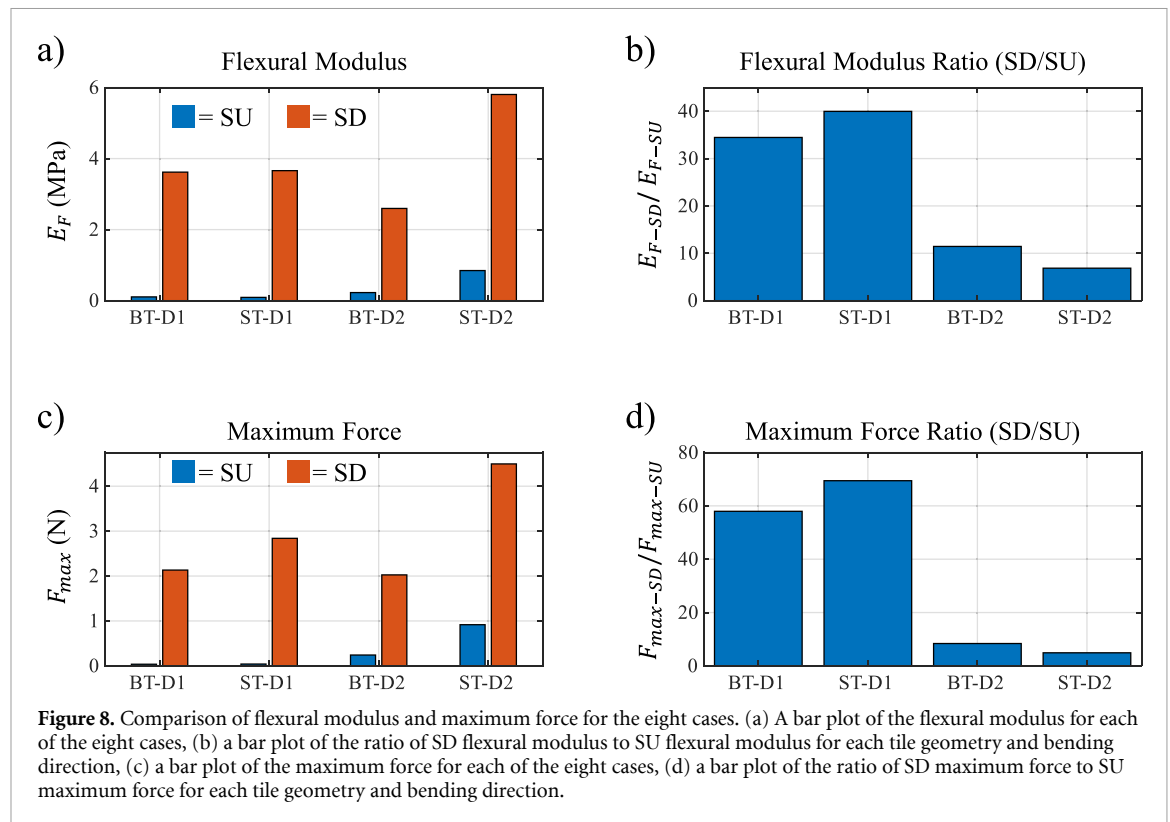 a)
Flexural Modulus
= SU = SD
E_F (MPa)
6
4
2
0
BT-D1 ST-D1 BT-D2 ST-D2
b)
Flexural Modulus Ratio (SD/SU)
E_{F−SD}/ E_{F−SU}
40
30
20
10
0
BT-D1 ST-D1 BT-D2 ST-D2
c)
Maximum Force
= SU = SD
F_{max} (N)
4
3
2
1
0
BT-D1 ST-D1 BT-D2 ST-D2
d)
Maximum Force Ratio (SD/SU)
F_{max−SD}/F_{max−SU}
80
60
40
20
0
BT-D1 ST-D1 BT-D2 ST-D2
Figure 8. Comparison of flexural modulus and maximum force for the eight cases. (a) A bar plot of the flexural modulus for each
of the eight cases, (b) a bar plot of the ratio of SD flexural modulus to SU flexural modulus for each tile geometry and bending
direction, (c) a bar plot of the maximum force for each of the eight cases, (d) a bar plot of the ratio of SD maximum force to SU
maximum force for each tile geometry and bending direction.